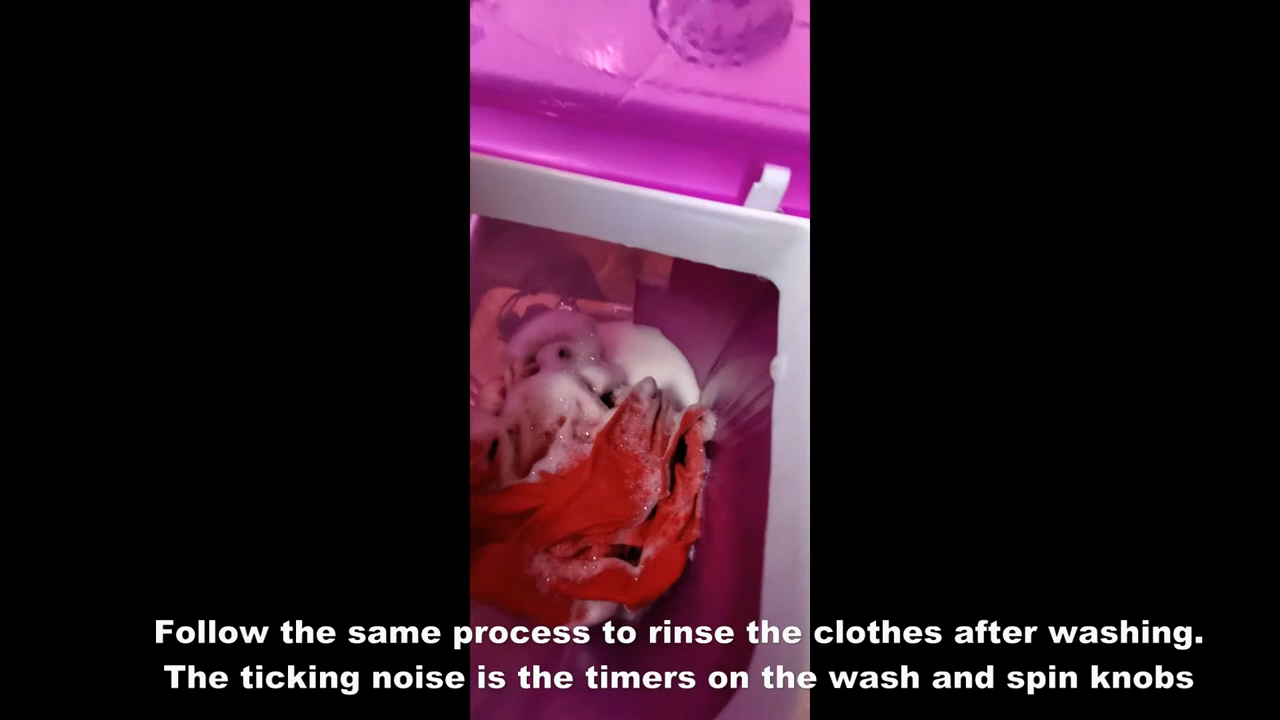 Follow the same process to rinse the clothes after washing.
The ticking noise is the timers on the wash and spin knobs